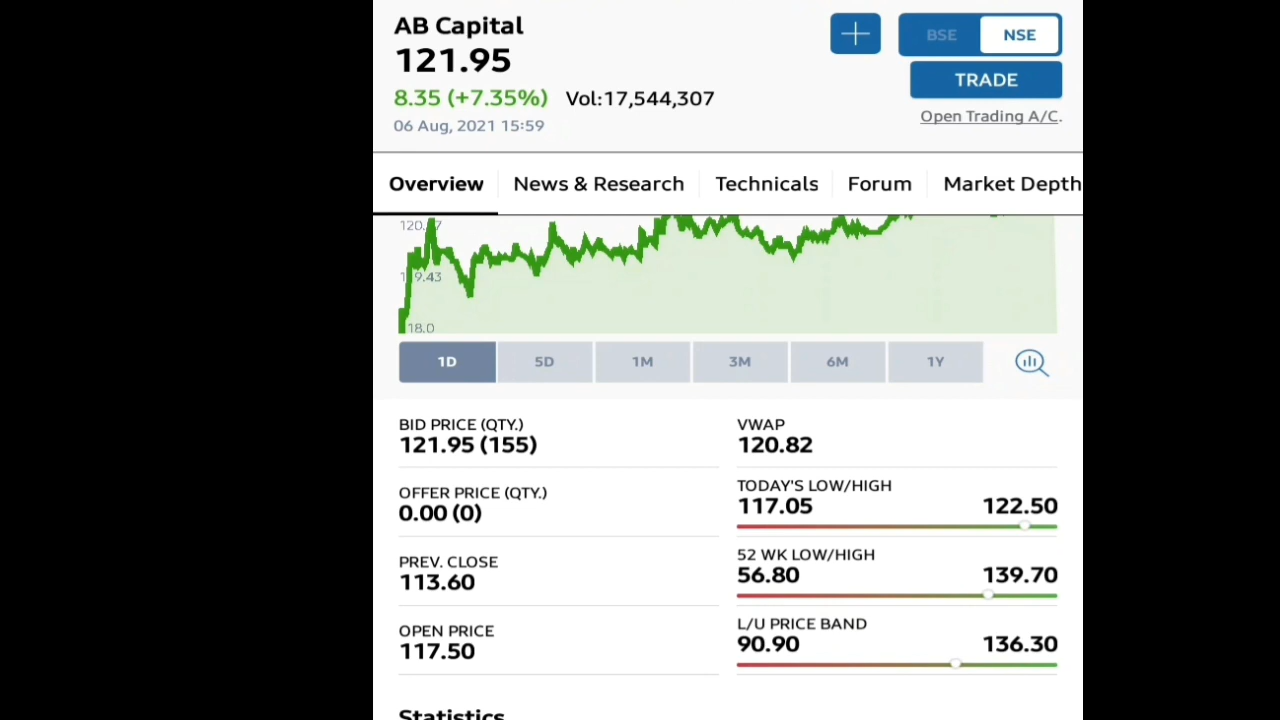 AB Capital
121.95
8.35 (+7.35%) Vol:17,544,307
06 Aug, 2021 15:59
BSE NSE
TRADE
Open Trading A/C.
Overview News & Research Technicals Forum Market Depth
9.43
18.0
1D 5D 1M 3M 6M 1Y
BID PRICE (QTY.)
121.95 (155)
VWAP
120.82
OFFER PRICE (QTY.)
0.00 (0)
TODAY'S LOW/HIGH
117.05 122.50
PREV. CLOSE
113.60
52 WK LOW/HIGH
56.80 139.70
OPEN PRICE
117.50
L/U PRICE BAND
90.90 136.30
Statistics